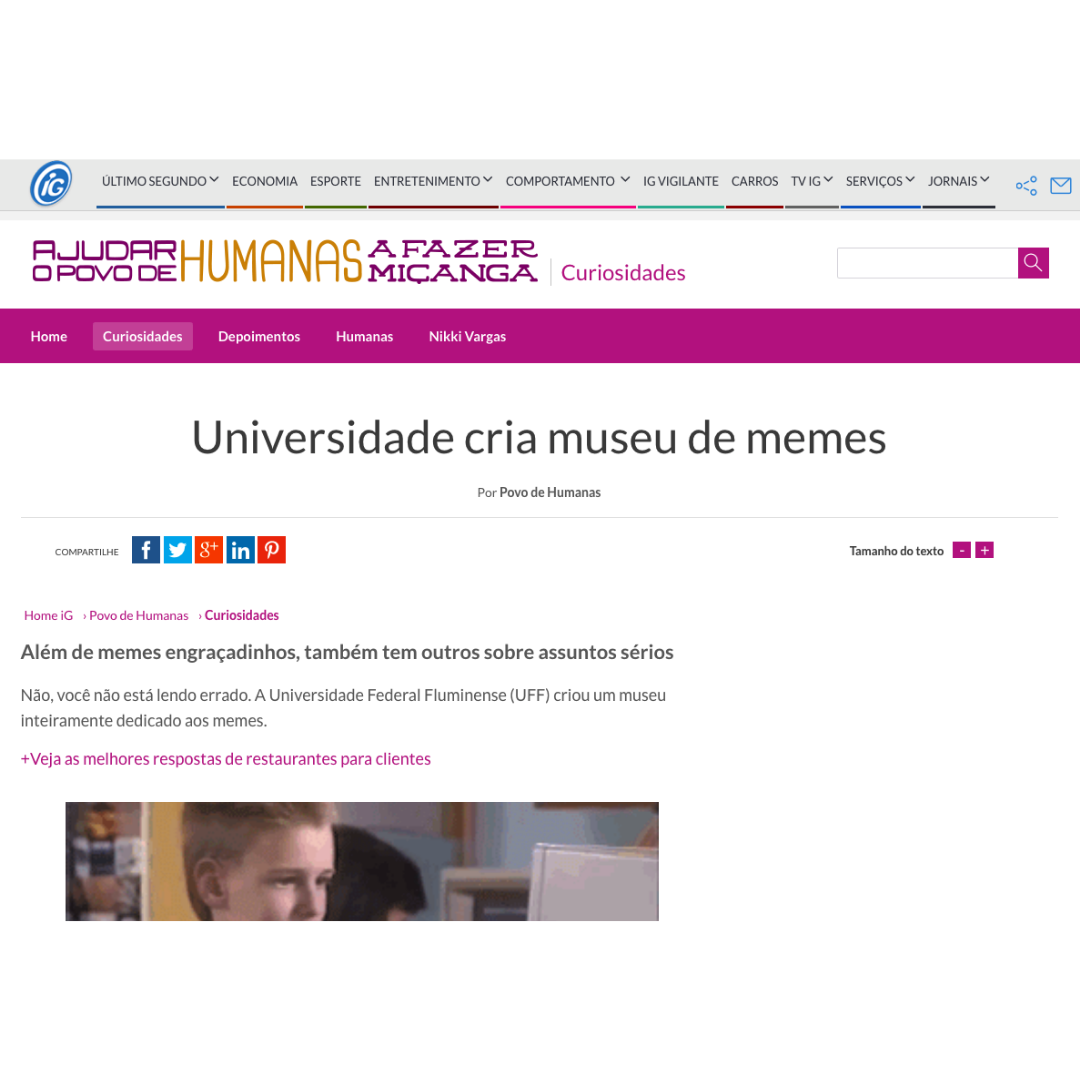 iG
ÚLTIMO SEGUNDO ECONOMIA ESPORTE ENTRETENIMENTO COMPORTAMENTO IG VIGILANTE CARROS TV IG SERVIÇOS JORNAIS
AJUDAR O POVO DE HUMANAS A FAZER MIÇANGA Curiosidades
Home Curiosidades Depoimentos Humanas Nikki Vargas
Universidade cria museu de memes
Por Povo de Humanas
COMPARTILHE f g+ in Tamanho do texto - +
Home iG › Povo de Humanas › Curiosidades
Além de memes engraçadinhos, também tem outros sobre assuntos sérios
Não, você não está lendo errado. A Universidade Federal Fluminense (UFF) criou um museu
inteiramente dedicado aos memes.
+Veja as melhores respostas de restaurantes para clientes